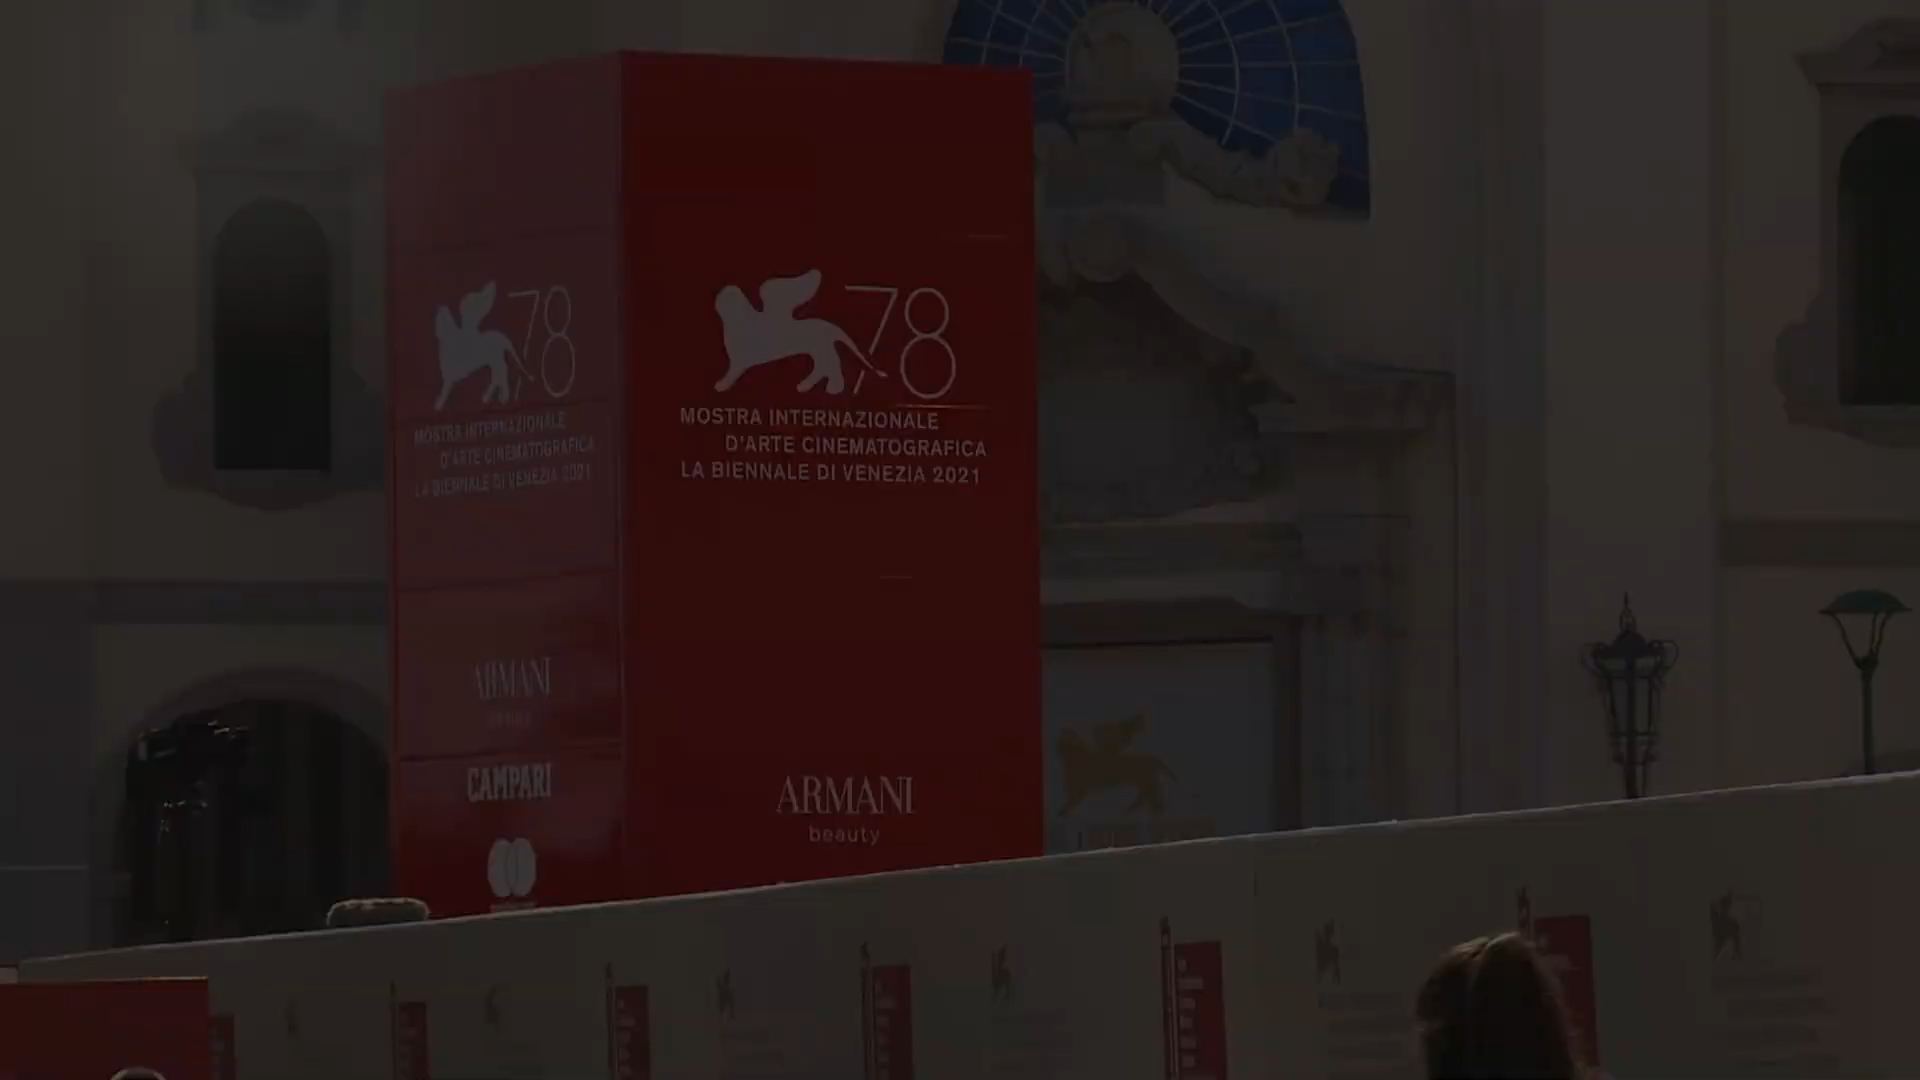 78
MOSTRA INTERNAZIONALE
D'ARTE CINEMATOGRAFICA
LA BIENNALE DI VENEZIA 2021
ARMANI
beauty
CAMPARI
78
MOSTRA INTERNAZIONALE
D'ARTE CINEMATOGRAFICA
LA BIENNALE DI VENEZIA 2021
ARMANI
beauty